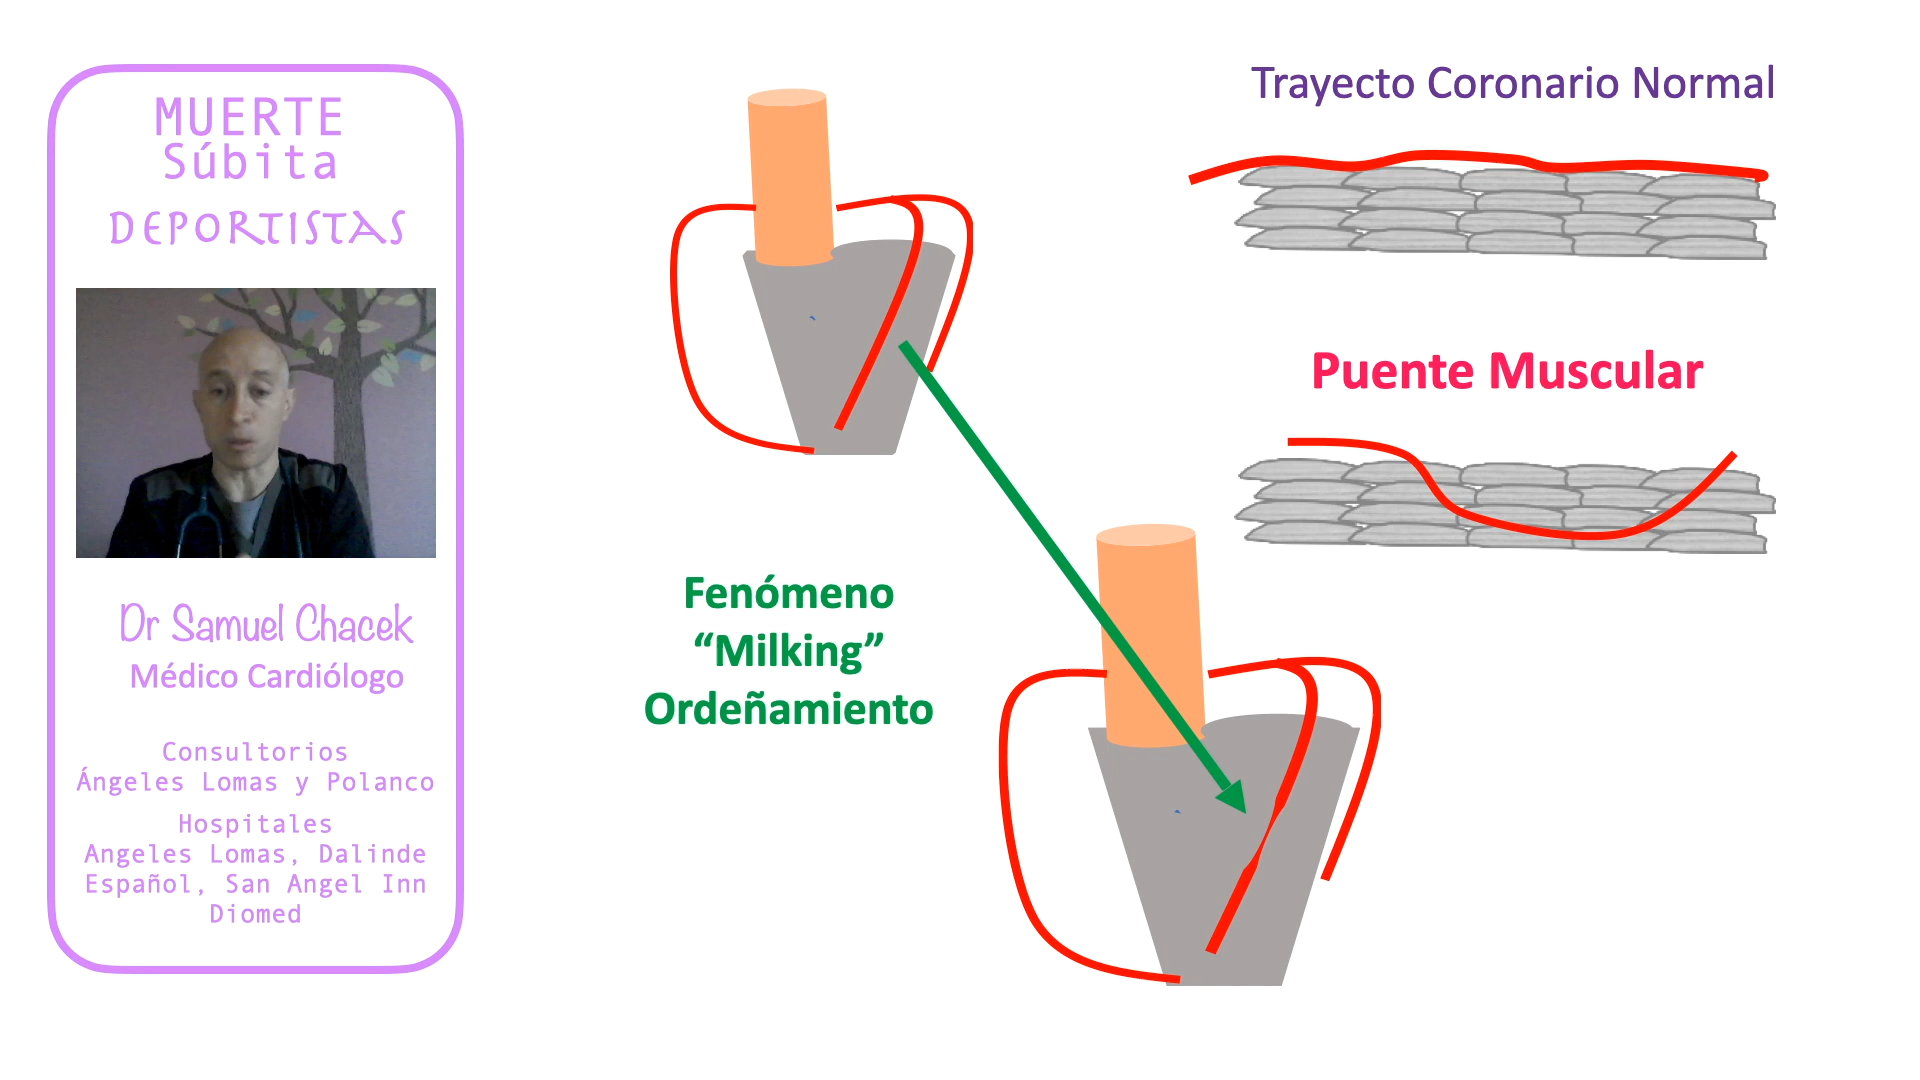 MUERTE
Súbita
DEPORTISTAS
Dr Samuel Chacek
Médico Cardiólogo
Consultorios
Ángeles Lomas y Polanco
Hospitales
Angeles Lomas, Dalinde
Español, San Angel Inn
Diomed
Fenómeno
“Milking”
Ordeñamiento
Trayecto Coronario Normal
Puente Muscular